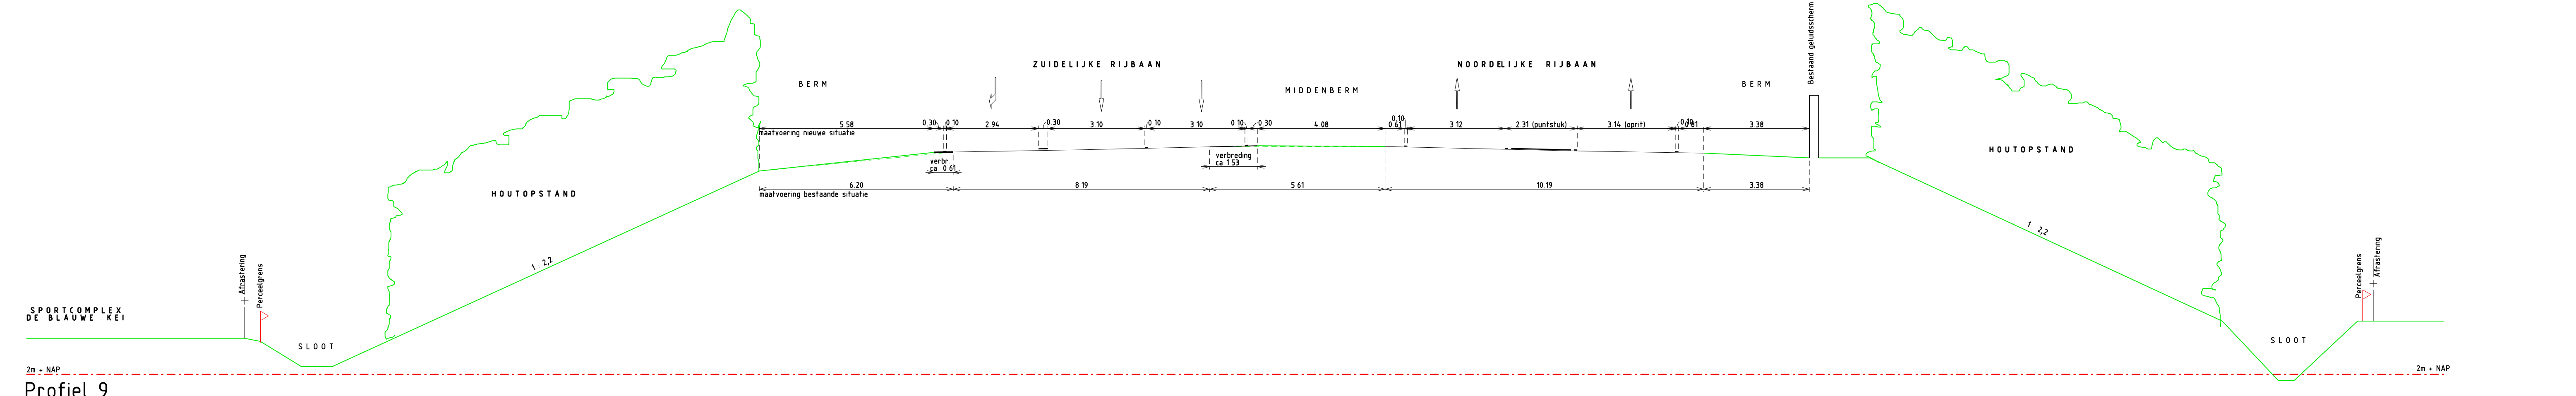 Bestaand geluidsscherm
ZUIDELIJKE RIJBAAN
NOORDELIJKE RIJBAAN
BERM
MIDDENBERM
BERM
5.58 0.30 0.10 2.94 0.30 3.10 0.10 3.10 0.10 0.30 4.08 0.61 0.10 3.12 2.31 (puntstuk) 3.14 (oprit) 0.10 0.61 3.38
maatvoering nieuwe situatie
HOUTOPSTAND
verbr
ca 0.61
verbreding
ca 1.53
6.20 8.19 5.61 10.19 3.38
maatvoering bestaande situatie
HOUTOPSTAND
1 2,2
1 2,2
Afrastering
Perceelgrens
Perceelgrens
Afrastering
SPORTCOMPLEX
DE BLAUWE KEI
SLOOT
SLOOT
2m + NAP
2m + NAP
Profiel 9